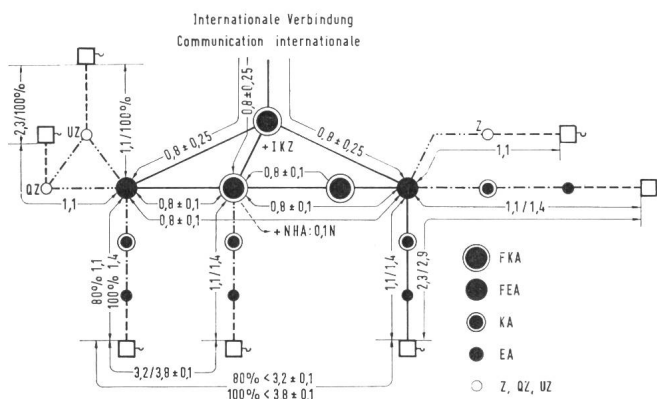 Internationale Verbindung
Communication internationale
0,8 ± 0,25
2,3/100%
1,1/100%
UZ
0,8 ± 0,25
0,8 ± 0,25
+ IKZ
Z
1,1
QZ
1,1
0,8 ± 0,1
0,8 ± 0,1
0,8 ± 0,1
0,8 ± 0,1
0,8 ± 0,1
1,1 / 1,4
+ NHA: 0,1N
80% 1,1
100% 1,4
1,1/1,4
1,1/1,4
2,3/2,9
FKA
FEA
KA
EA
Z, QZ, UZ
3,2/3,8 ± 0,1
80% < 3,2 ± 0,1
100% < 3,8 ± 0,1